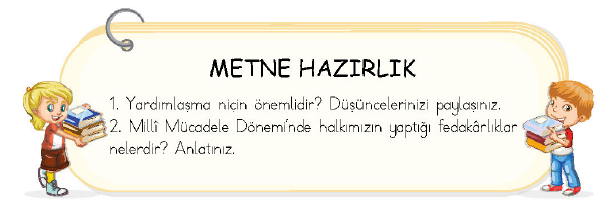 METNE HAZIRLIK
1. Yardımlaşma niçin önemlidir? Düşüncelerinizi paylaşınız.
2. Millî Mücadele Dönemi'nde halkımızın yaptığı fedakârlıklar
nelerdir? Anlatınız.